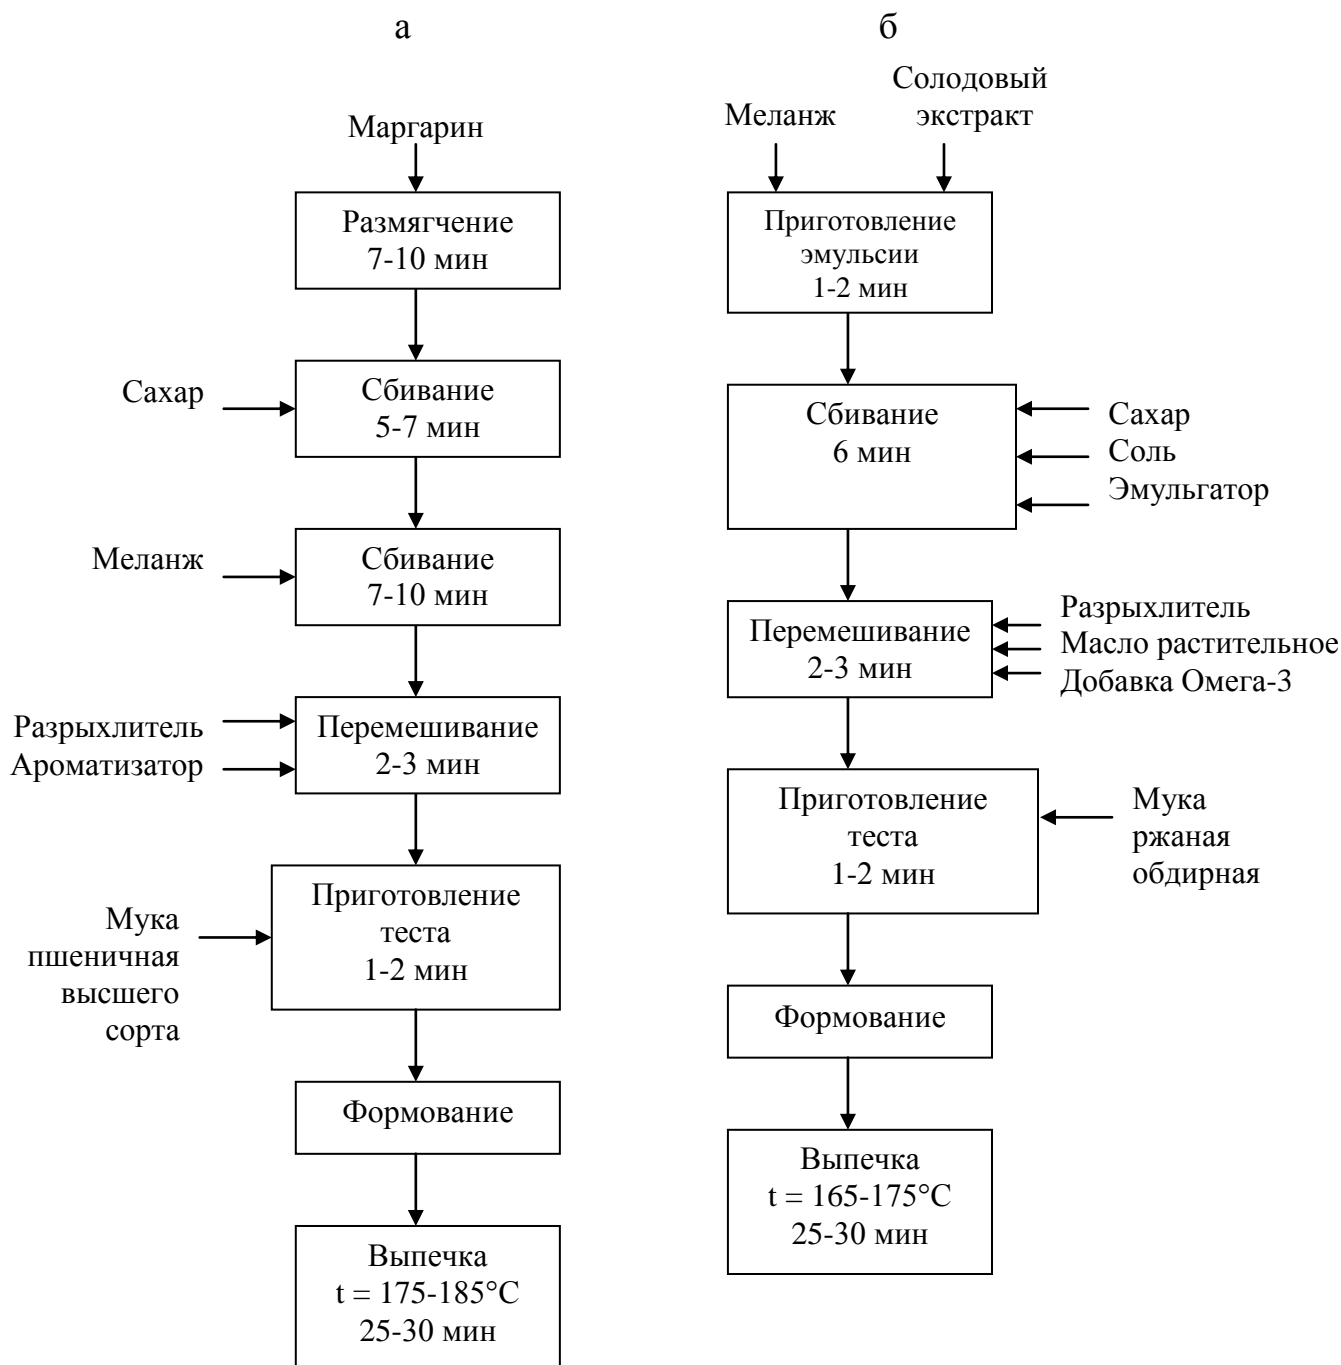 а
Маргарин
Размягчение
7-10 мин
Сахар
Сбивание
5-7 мин
Меланж
Сбивание
7-10 мин
Разрыхлитель
Ароматизатор
Перемешивание
2-3 мин
Мука
пшеничная
высшего
сорта
Приготовление
теста
1-2 мин
Формование
Выпечка
t = 175-185°С
25-30 мин
б
Меланж
Солодовый
экстракт
Приготовление
эмульсии
1-2 мин
Сбивание
6 мин
Сахар
Соль
Эмульгатор
Перемешивание
2-3 мин
Разрыхлитель
Масло растительное
Добавка Омега-3
Приготовление
теста
1-2 мин
Мука
ржаная
обдирная
Формование
Выпечка
t = 165-175°С
25-30 мин